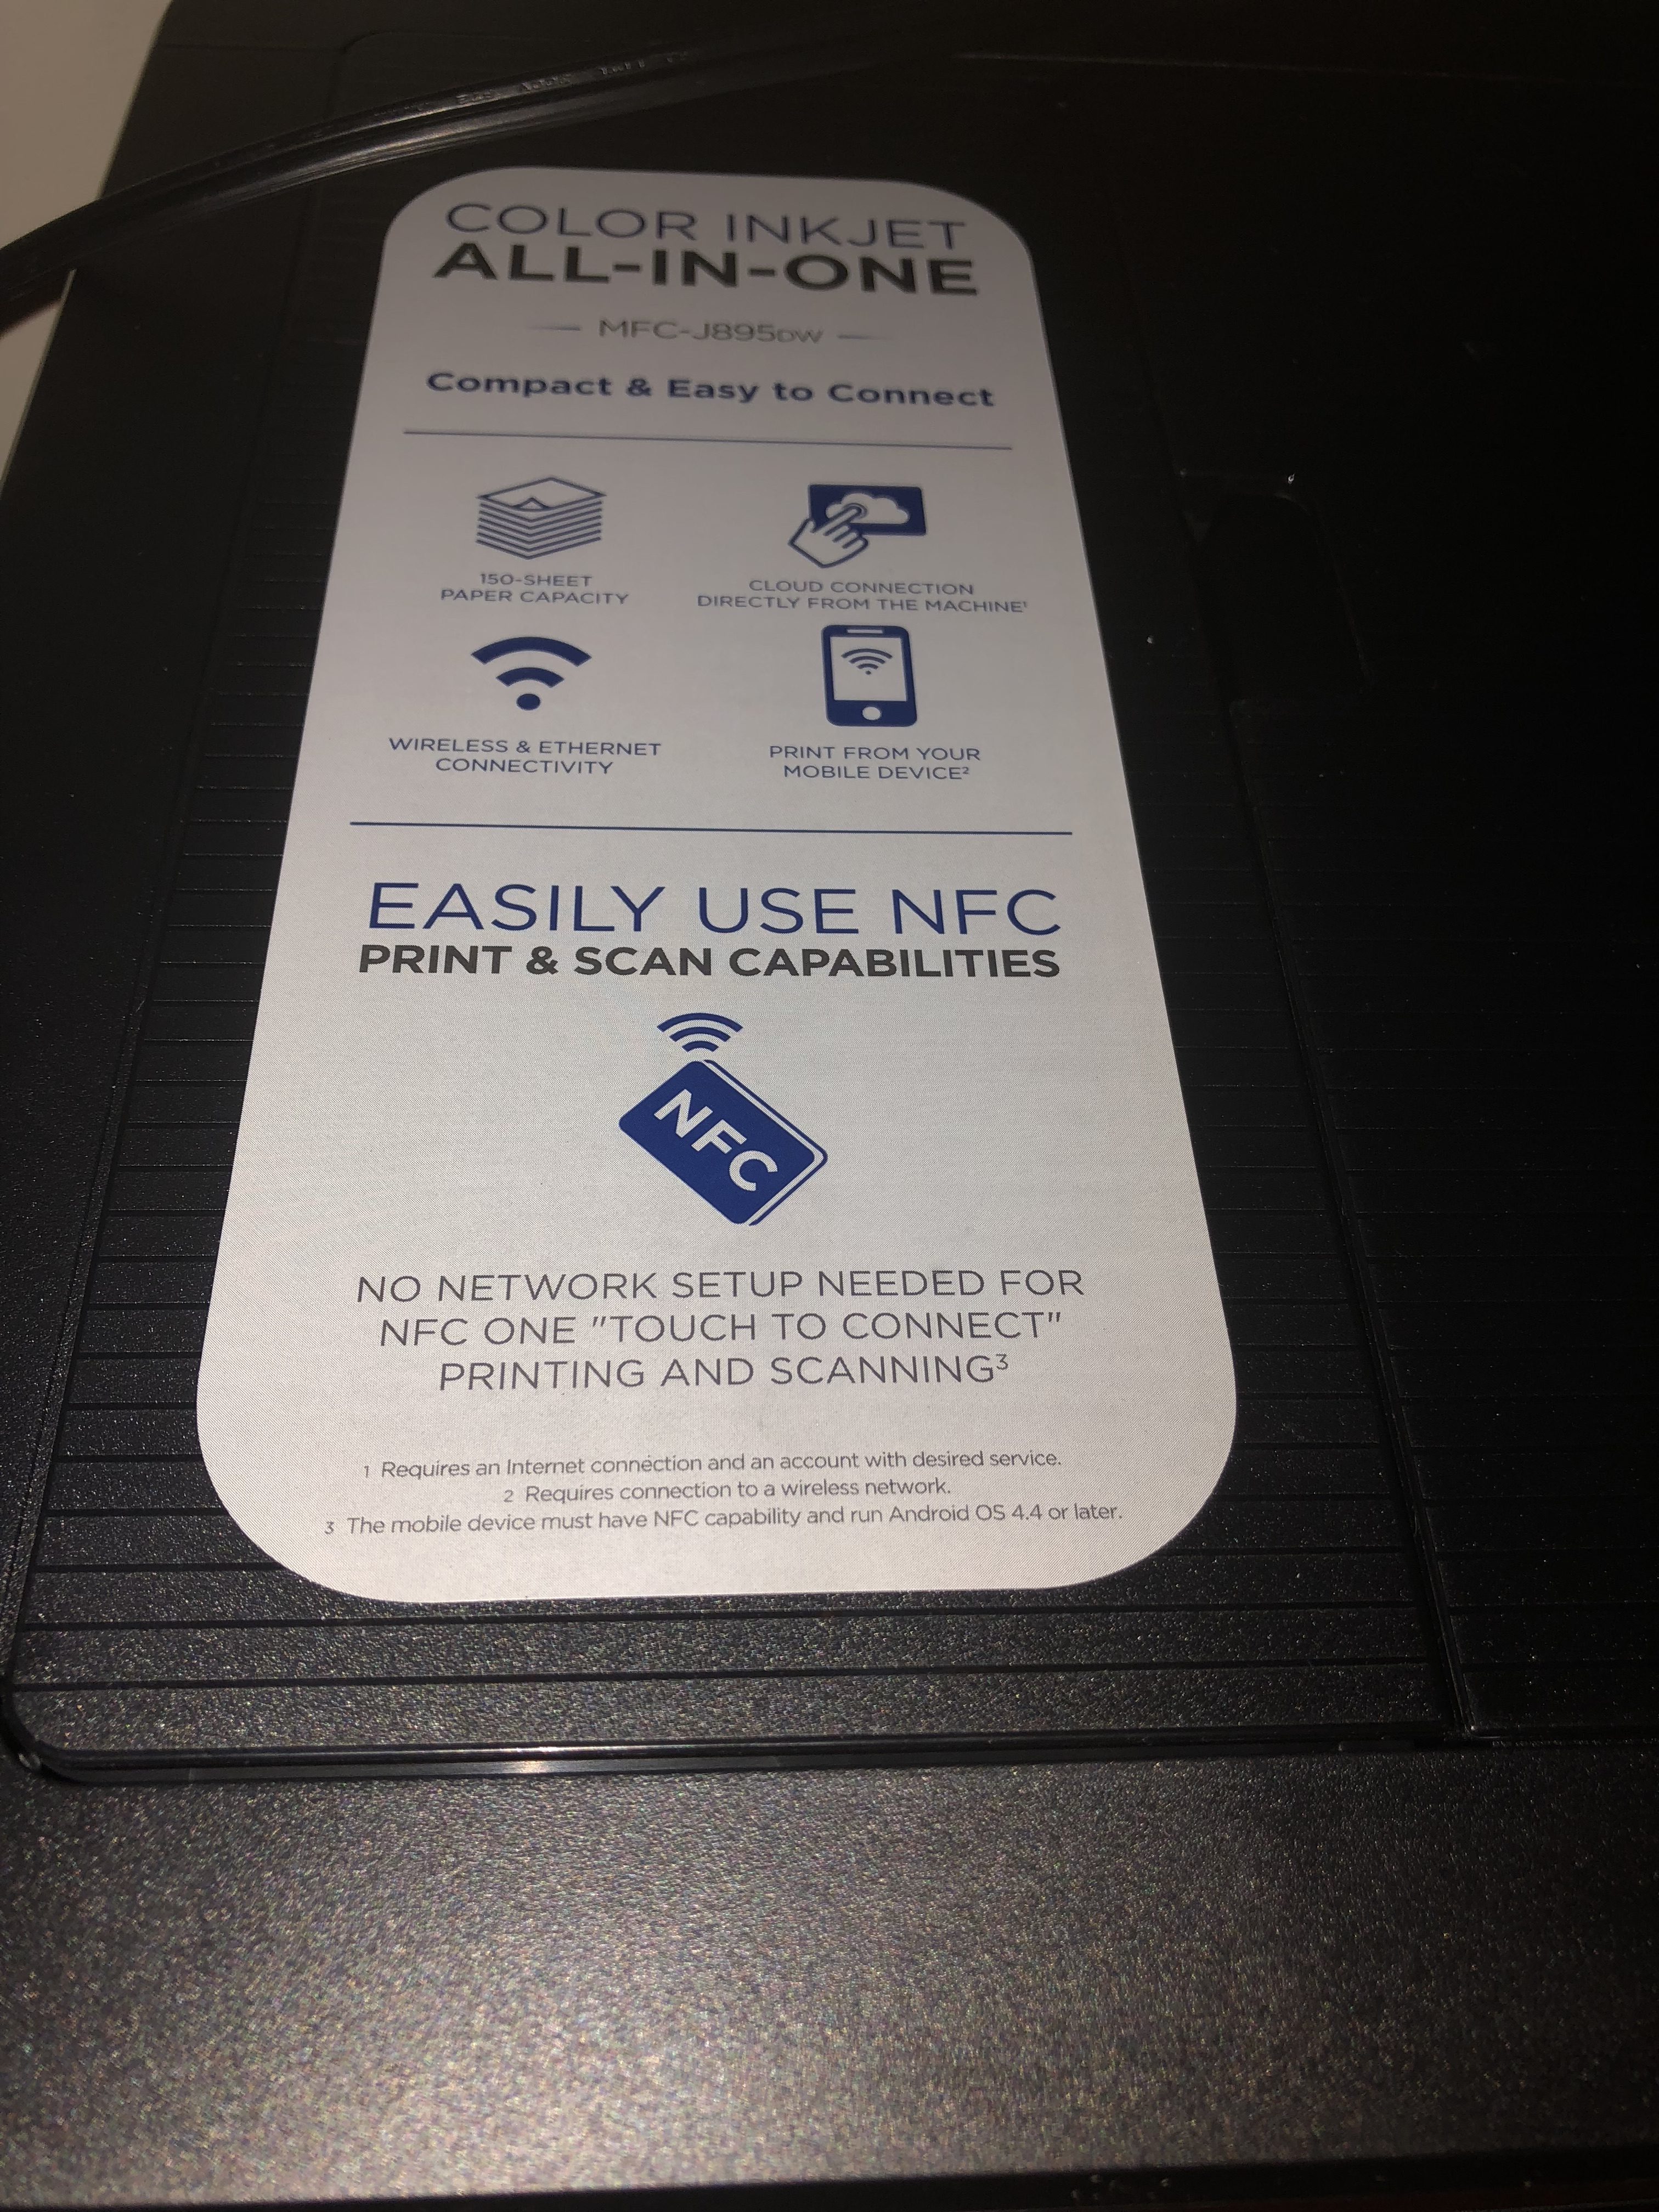 COLOR INKJET
ALL-IN-ONE
MFC-J895DW
Compact & Easy to Connect
150-SHEET
PAPER CAPACITY
CLOUD CONNECTION
DIRECTLY FROM THE MACHINE¹
WIRELESS & ETHERNET
CONNECTIVITY
PRINT FROM YOUR
MOBILE DEVICE²
EASILY USE NFC
PRINT & SCAN CAPABILITIES
NFC
NO NETWORK SETUP NEEDED FOR
NFC ONE "TOUCH TO CONNECT"
PRINTING AND SCANNING³
1 Requires an Internet connection and an account with desired service.
2 Requires connection to a wireless network.
3 The mobile device must have NFC capability and run Android OS 4.4 or later.